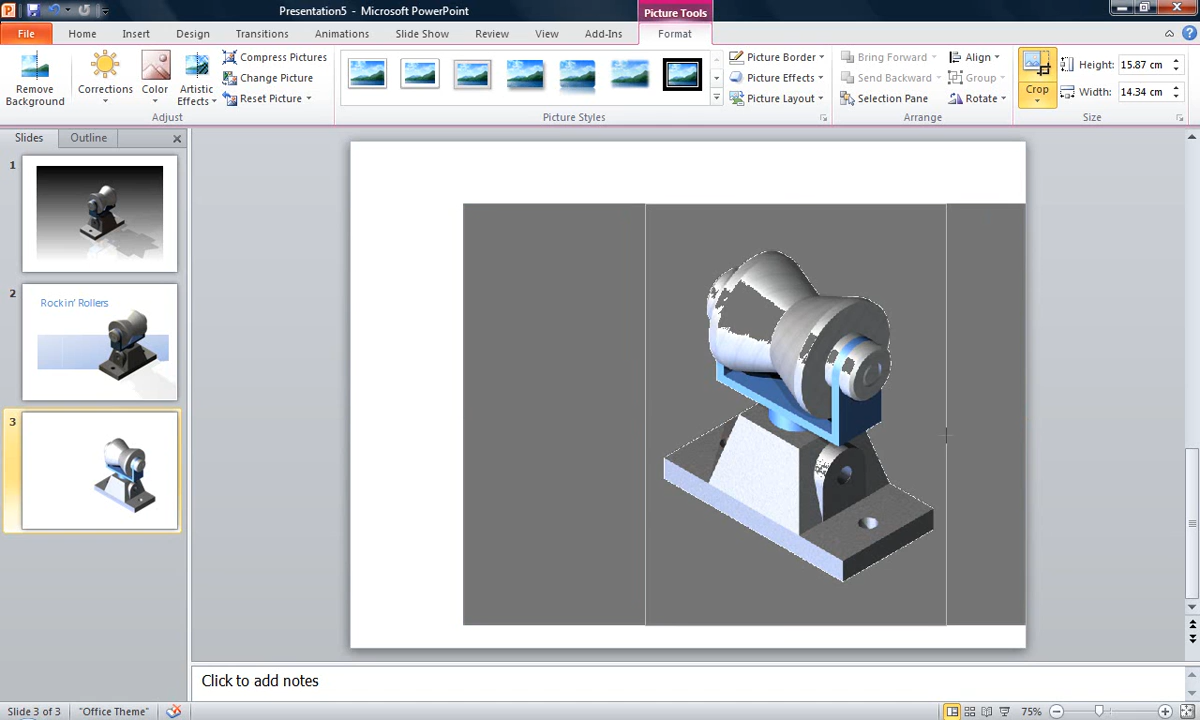 Presentation5 - Microsoft PowerPoint
Picture Tools
File Home Insert Design Transitions Animations Slide Show Review View Add-Ins Format
Remove Background
Corrections
Color
Artistic Effects
Compress Pictures
Change Picture
Reset Picture
Adjust
Picture Styles
Picture Border
Picture Effects
Picture Layout
Bring Forward
Send Backward
Selection Pane
Align
Group
Rotate
Arrange
Crop
Height: 15.87 cm
Width: 14.34 cm
Size
Slides Outline
1
2
Rockin' Rollers
3
Click to add notes
Slide 3 of 3 "Office Theme" 75%